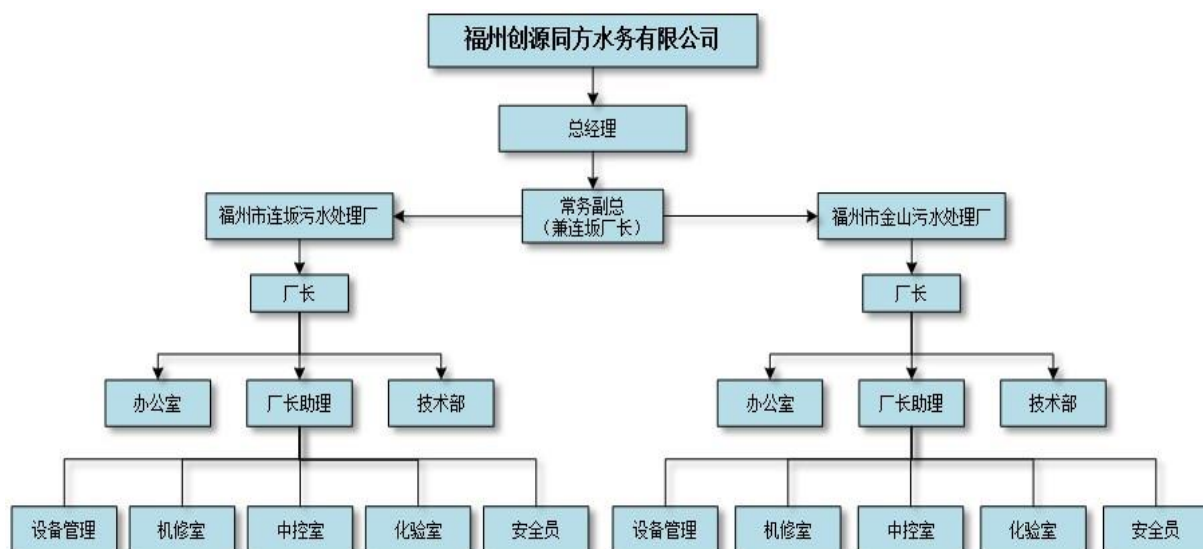 福州创源同方水务有限公司
总经理
福州市连坂污水处理厂
常务副总
（兼连坂厂长）
福州市金山污水处理厂
厂长
厂长
办公室
厂长助理
技术部
办公室
厂长助理
技术部
设备管理
机修室
中控室
化验室
安全员
设备管理
机修室
中控室
化验室
安全员